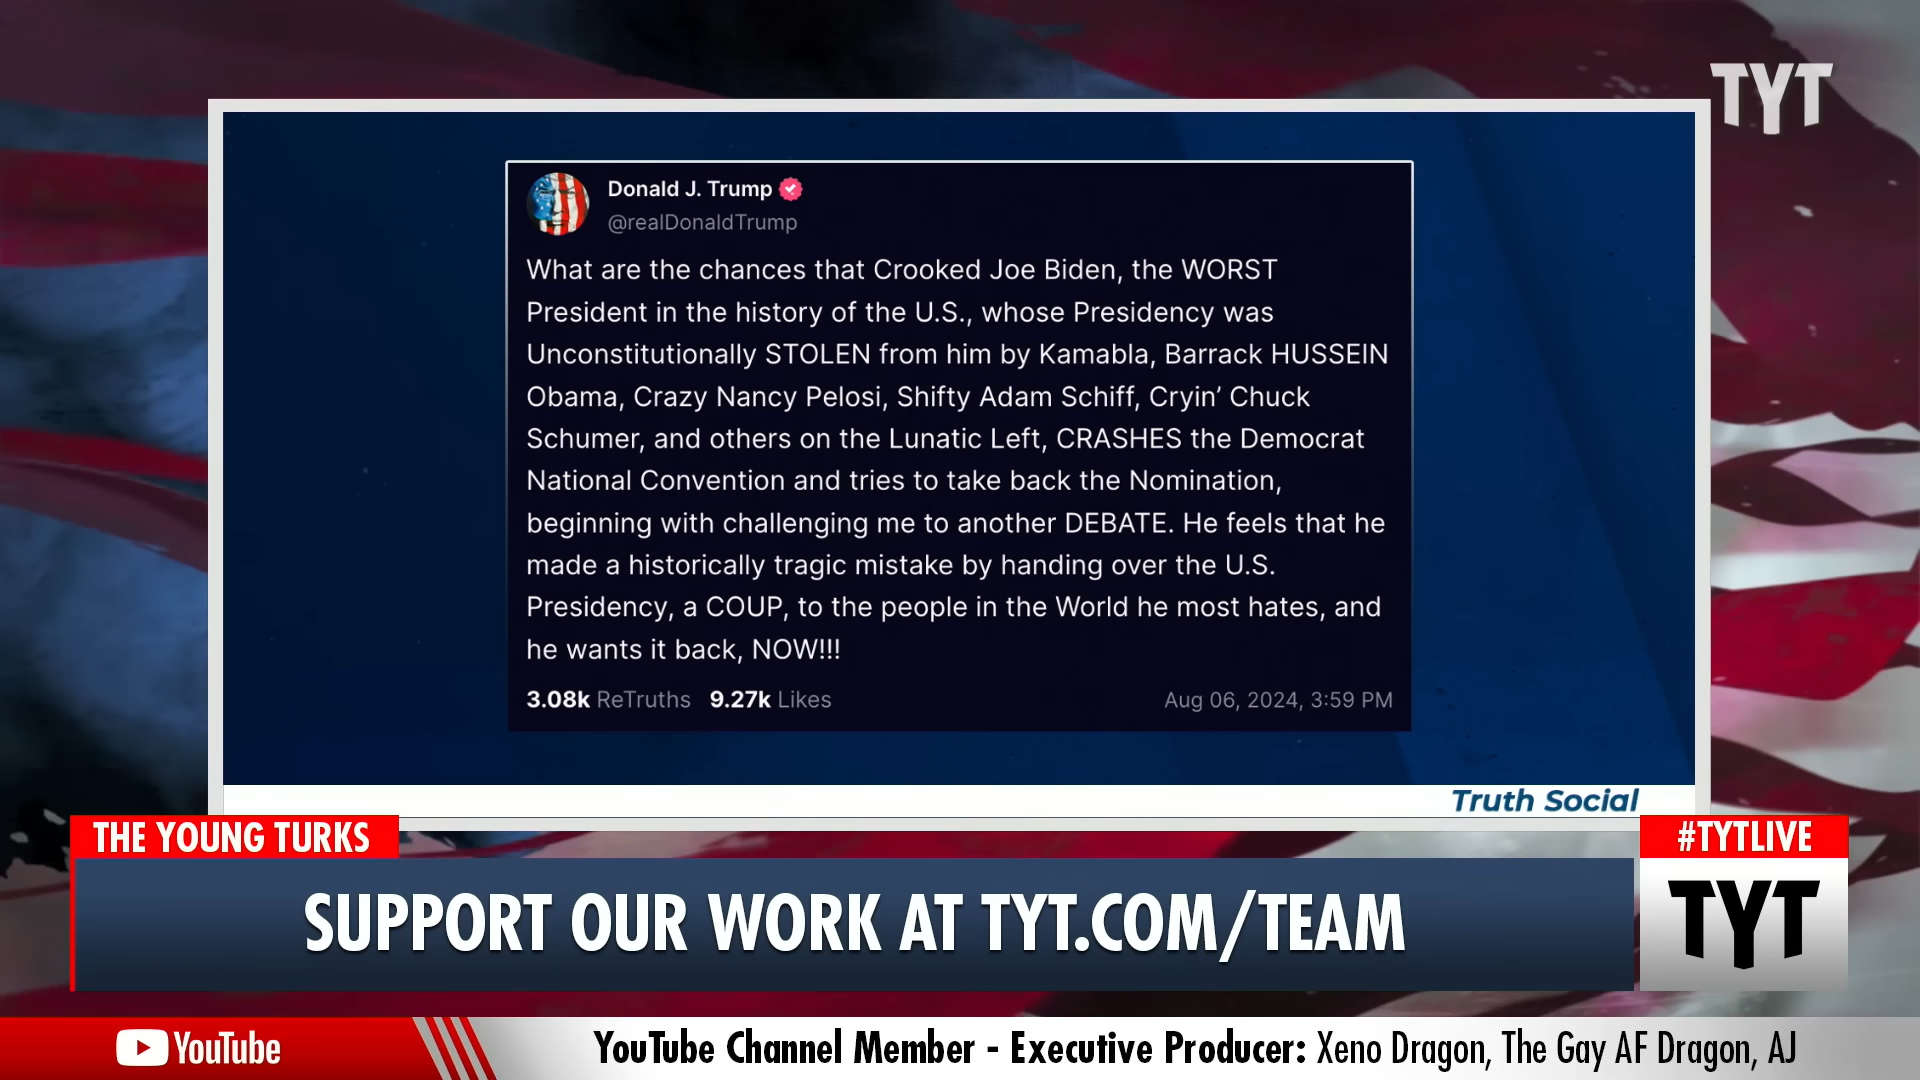 TYT
Donald J. Trump
@realDonaldTrump
What are the chances that Crooked Joe Biden, the WORST
President in the history of the U.S., whose Presidency was
Unconstitutionally STOLEN from him by Kamabla, Barrack HUSSEIN
Obama, Crazy Nancy Pelosi, Shifty Adam Schiff, Cryin’ Chuck
Schumer, and others on the Lunatic Left, CRASHES the Democrat
National Convention and tries to take back the Nomination,
beginning with challenging me to another DEBATE. He feels that he
made a historically tragic mistake by handing over the U.S.
Presidency, a COUP, to the people in the World he most hates, and
he wants it back, NOW!!!
3.08k ReTruths 9.27k Likes Aug 06, 2024, 3:59 PM
Truth Social
THE YOUNG TURKS
#TYTLIVE
SUPPORT OUR WORK AT TYT.COM/TEAM
TYT
YouTube
YouTube Channel Member - Executive Producer: Xeno Dragon, The Gay AF Dragon, AJ